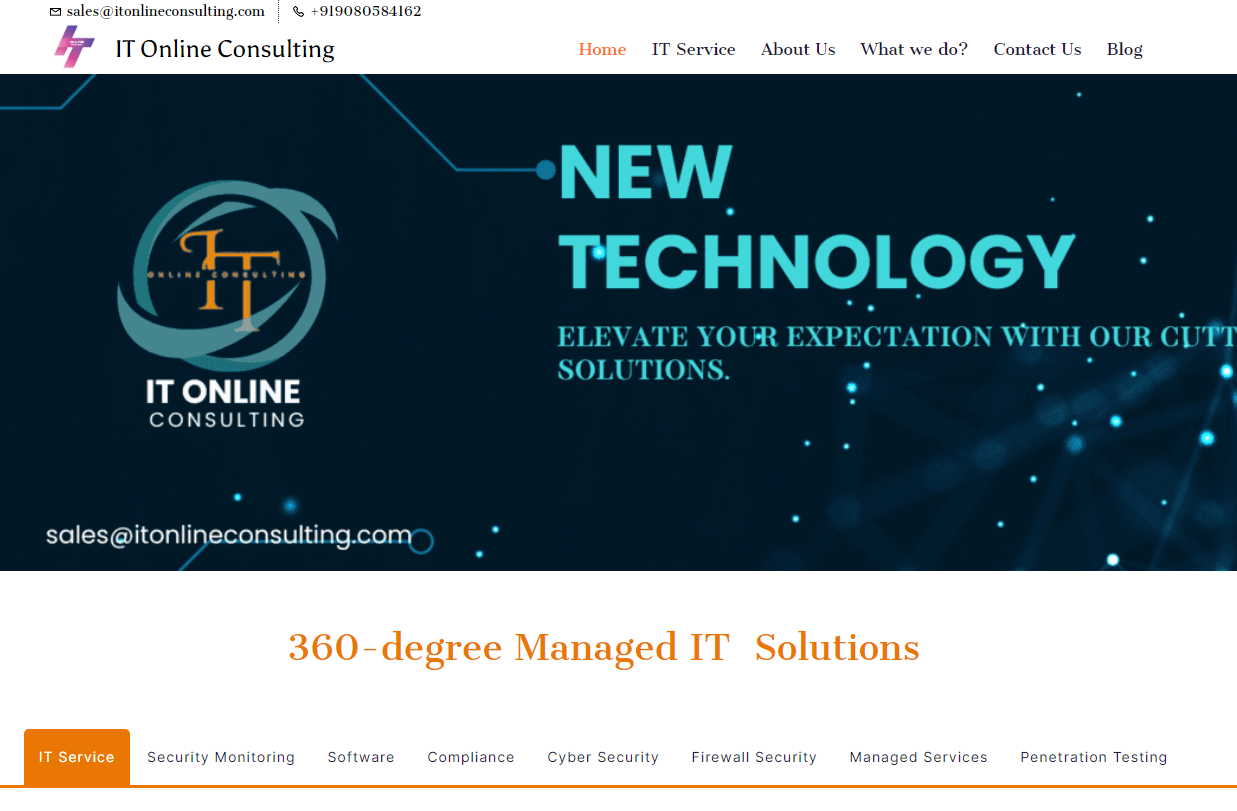 sales@itonlineconsulting.com +919080584162
IT Online Consulting
Home IT Service About Us What we do? Contact Us Blog
NEW
TECHNOLOGY
ELEVATE YOUR EXPECTATION WITH OUR CUTT
SOLUTIONS.
IT
ONLINE CONSULTING
IT ONLINE
CONSULTING
sales@itonlineconsulting.com
360-degree Managed IT Solutions
IT Service Security Monitoring Software Compliance Cyber Security Firewall Security Managed Services Penetration Testing